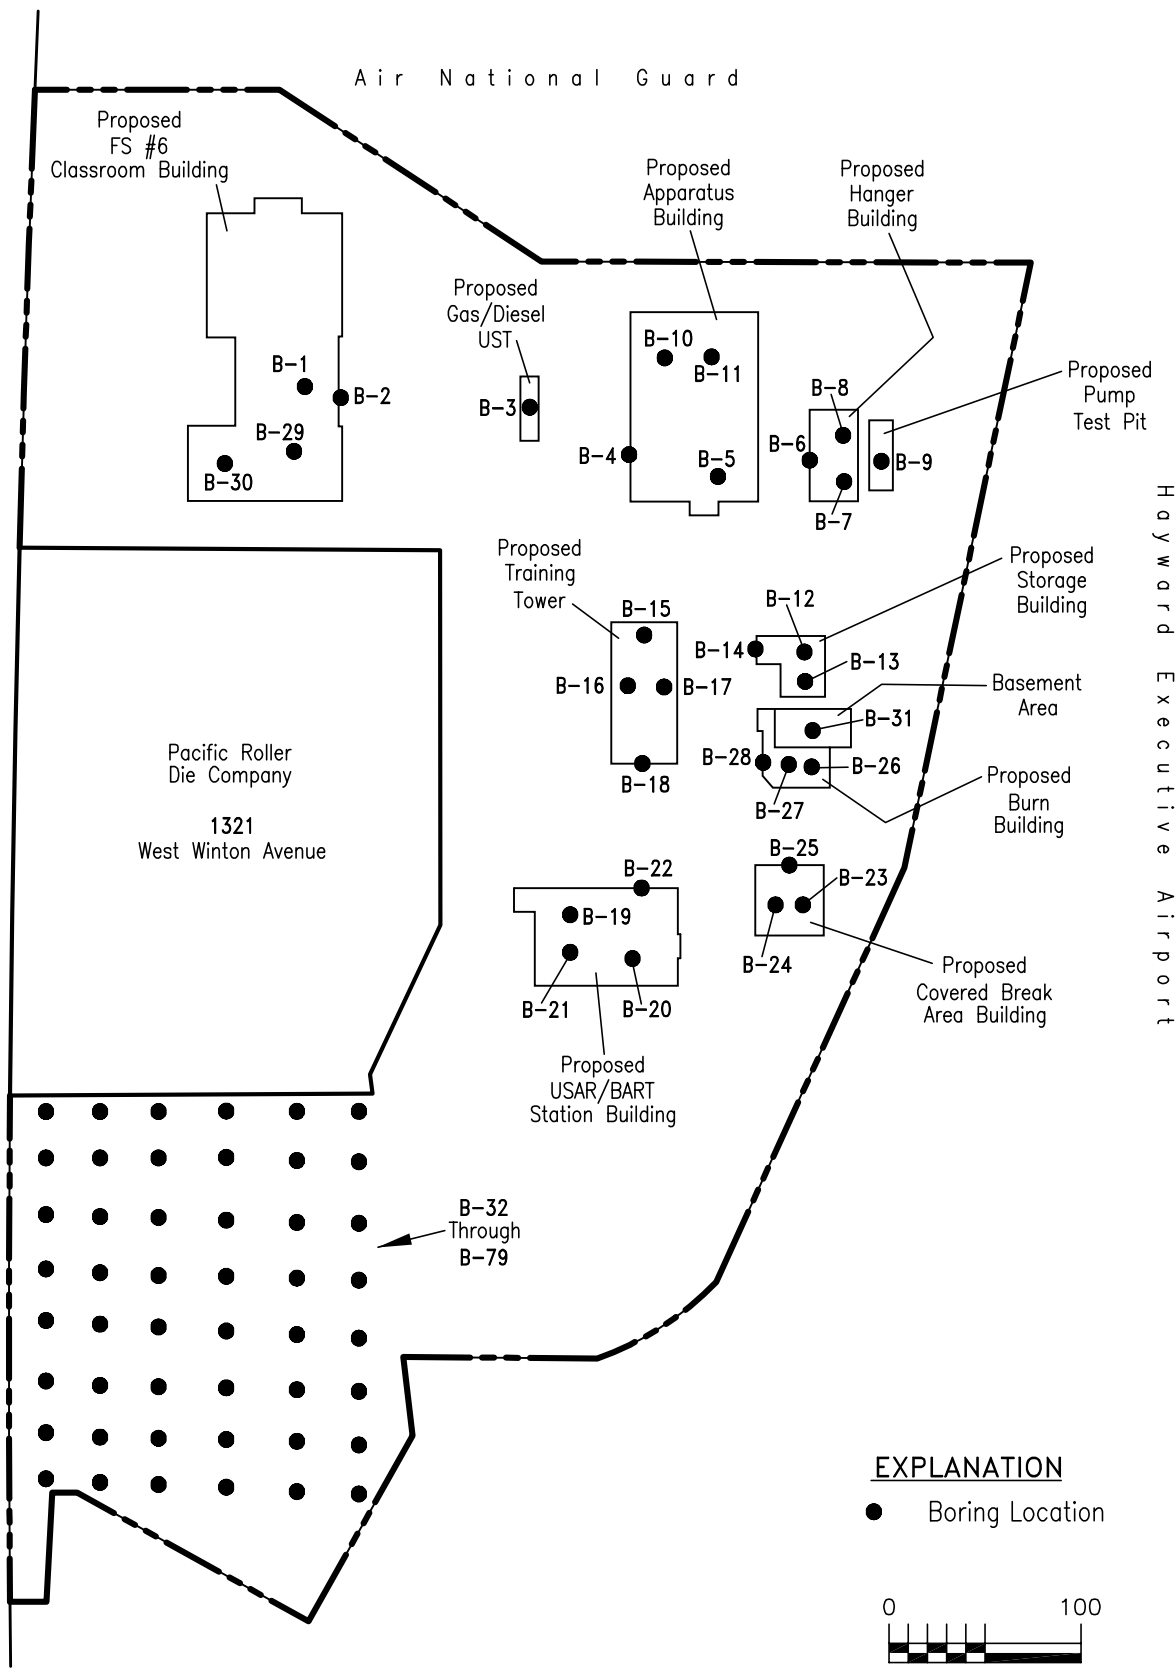 Air National Guard
Proposed
FS #6
Classroom Building
Proposed
Apparatus
Building
Proposed
Hanger
Building
Proposed
Gas/Diesel
UST
B-10
B-11
B-1
B-2
B-3
B-8
Proposed
Pump
Test Pit
B-29
B-30
B-4
B-5
B-6
B-9
B-7
Hayward Executive Airport
Proposed
Training
Tower
Proposed
Storage
Building
B-15
B-12
B-14
B-13
B-16
B-17
Basement
Area
B-31
B-28
B-26
B-18
B-27
Proposed
Burn
Building
Pacific Roller
Die Company
1321
West Winton Avenue
B-25
B-22
B-23
B-19
B-24
B-21
B-20
Proposed
Covered Break
Area Building
Proposed
USAR/BART
Station Building
B-32
Through
B-79
EXPLANATION
Boring Location
0 100